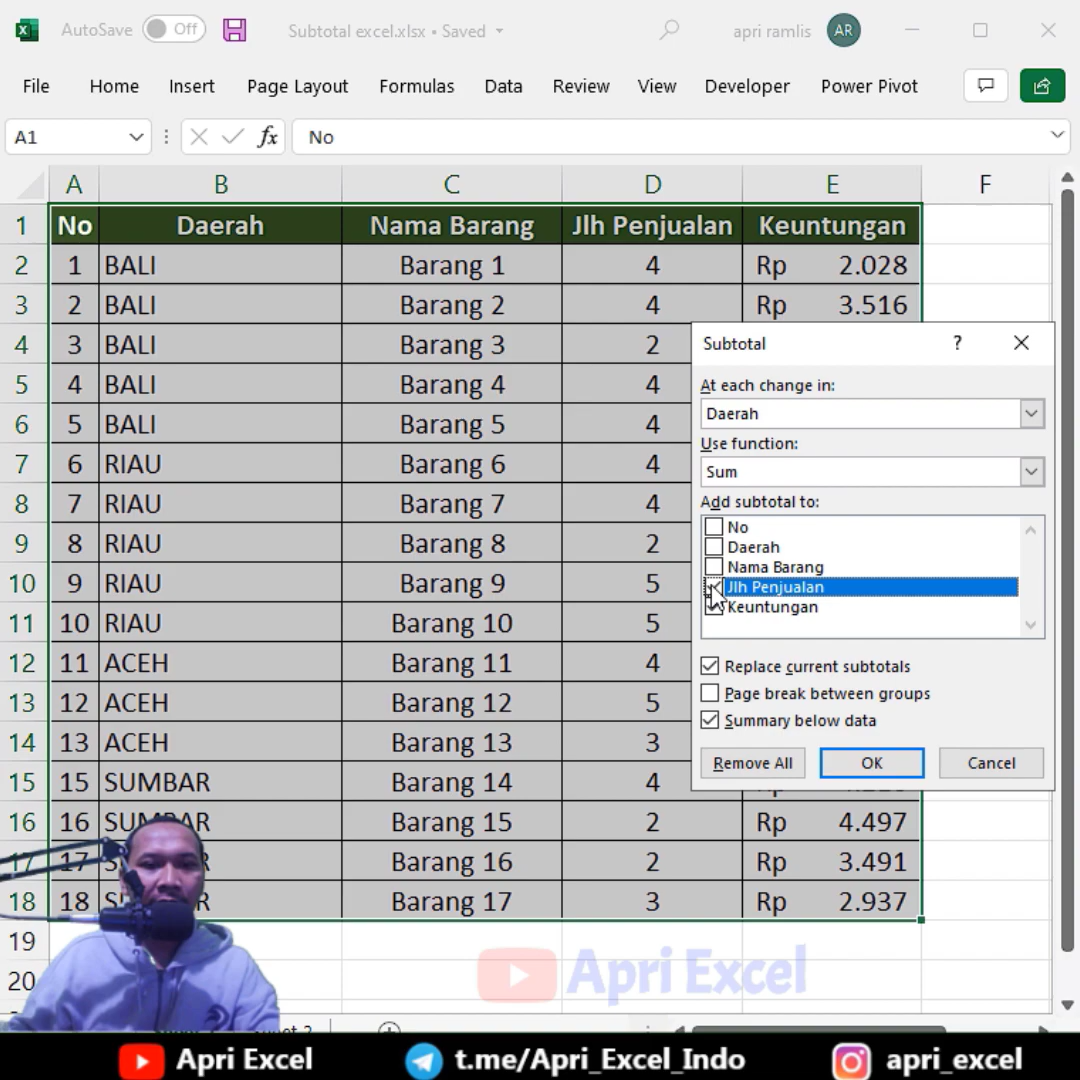 AutoSave Off Subtotal excel.xlsx • Saved apri ramlis AR
File Home Insert Page Layout Formulas Data Review View Developer Power Pivot
A1 fx No
A B C D E F
1 No Daerah Nama Barang Jlh Penjualan Keuntungan
2 1 BALI Barang 1 4 Rp 2.028
3 2 BALI Barang 2 4 Rp 3.516
4 3 BALI Barang 3 2
5 4 BALI Barang 4 4
6 5 BALI Barang 5 4
7 6 RIAU Barang 6 4
8 7 RIAU Barang 7 4
9 8 RIAU Barang 8 2
10 9 RIAU Barang 9 5
11 10 RIAU Barang 10 5
12 11 ACEH Barang 11 4
13 12 ACEH Barang 12 5
14 13 ACEH Barang 13 3
15 15 SUMBAR Barang 14 4
16 16 SUMBAR Barang 15 2 Rp 4.497
17 17 Barang 16 2 Rp 3.491
18 18 Barang 17 3 Rp 2.937
19
20
Subtotal ?
At each change in:
Daerah
Use function:
Sum
Add subtotal to:
No
Daerah
Nama Barang
Jlh Penjualan
Keuntungan
Replace current subtotals
Page break between groups
Summary below data
Remove All OK Cancel
Apri Excel
Apri Excel t.me/Apri_Excel_Indo apri_excel